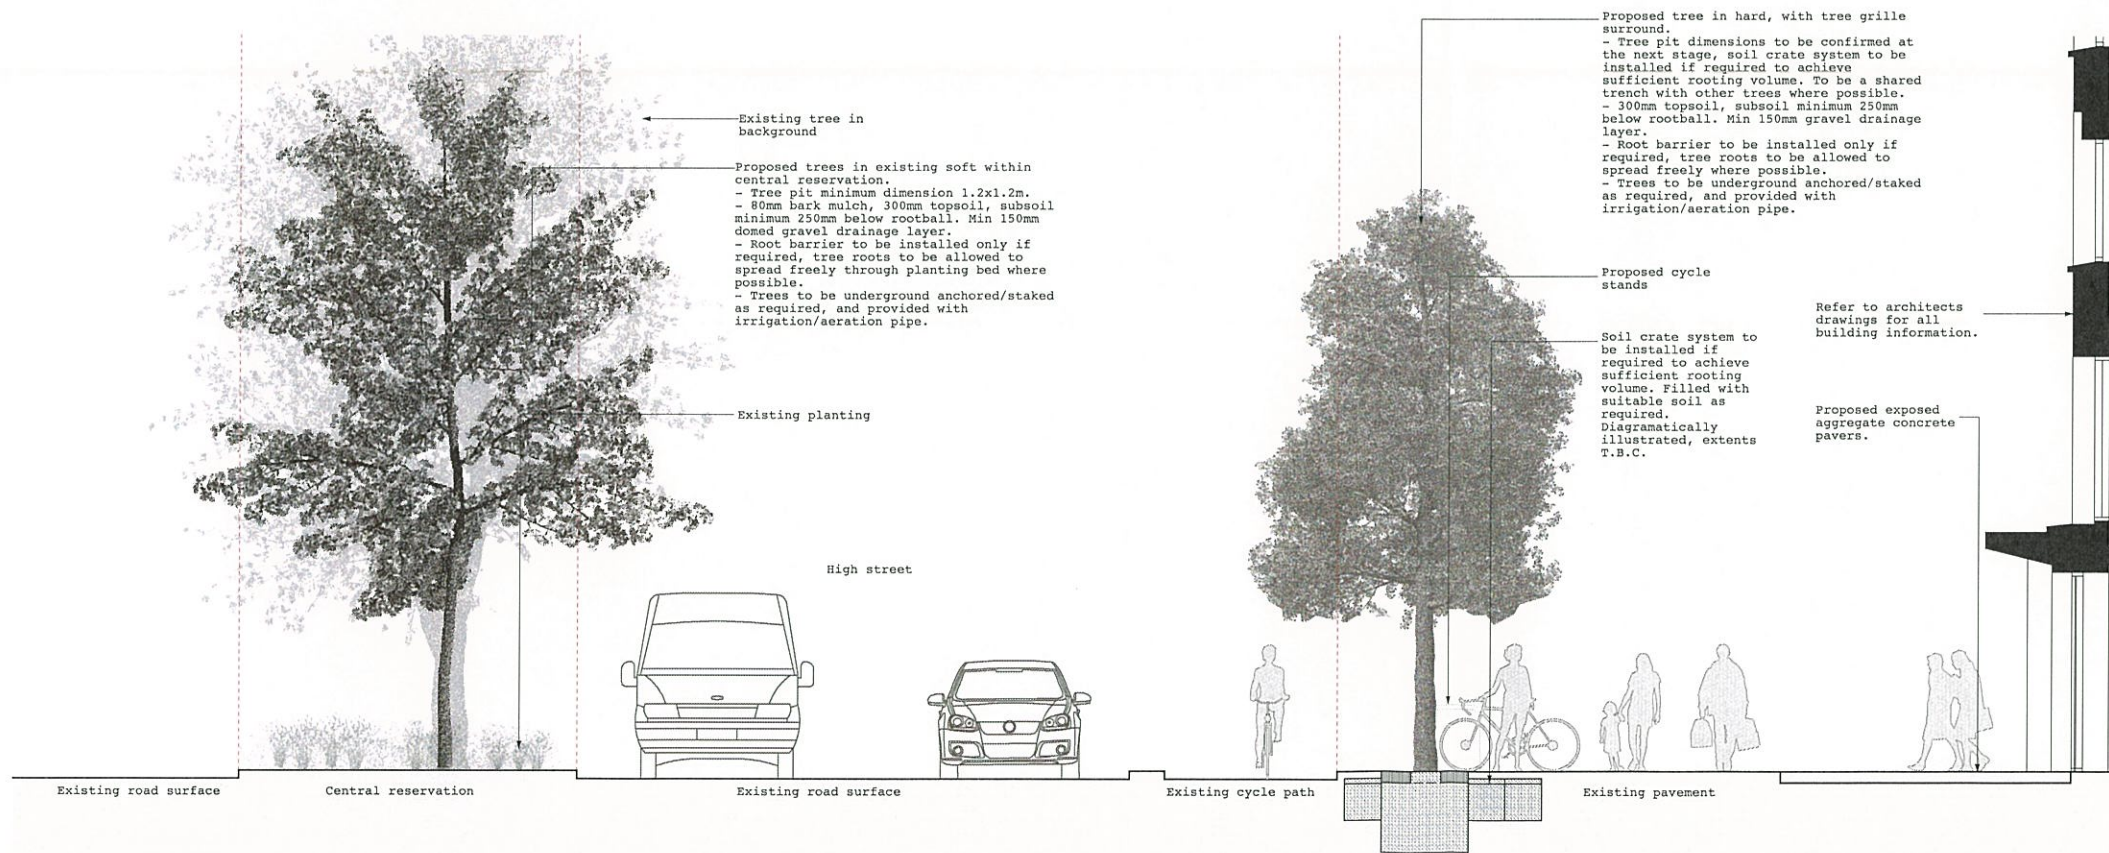 Existing tree in
background
Proposed trees in existing soft within
central reservation.
- Tree pit minimum dimension 1.2x1.2m.
- 80mm bark mulch, 300mm topsoil, subsoil
minimum 250mm below rootball. Min 150mm
domed gravel drainage layer.
- Root barrier to be installed only if
required, tree roots to be allowed to
spread freely through planting bed where
possible.
- Trees to be underground anchored/staked
as required, and provided with
irrigation/aeration pipe.
Existing planting
High street
Proposed tree in hard, with tree grille
surround.
- Tree pit dimensions to be confirmed at
the next stage, soil crate system to be
installed if required to achieve
sufficient rooting volume. To be a shared
trench with other trees where possible.
- 300mm topsoil, subsoil minimum 250mm
below rootball. Min 150mm gravel drainage
layer.
- Root barrier to be installed only if
required, tree roots to be allowed to
spread freely where possible.
- Trees to be underground anchored/staked
as required, and provided with
irrigation/aeration pipe.
Proposed cycle
stands
Soil crate system to
be installed if
required to achieve
sufficient rooting
volume. Filled with
suitable soil as
required.
Diagramatically
illustrated, extents
T.B.C.
Refer to architects
drawings for all
building information.
Proposed exposed
aggregate concrete
pavers.
Existing road surface
Central reservation
Existing road surface
Existing cycle path
Existing pavement